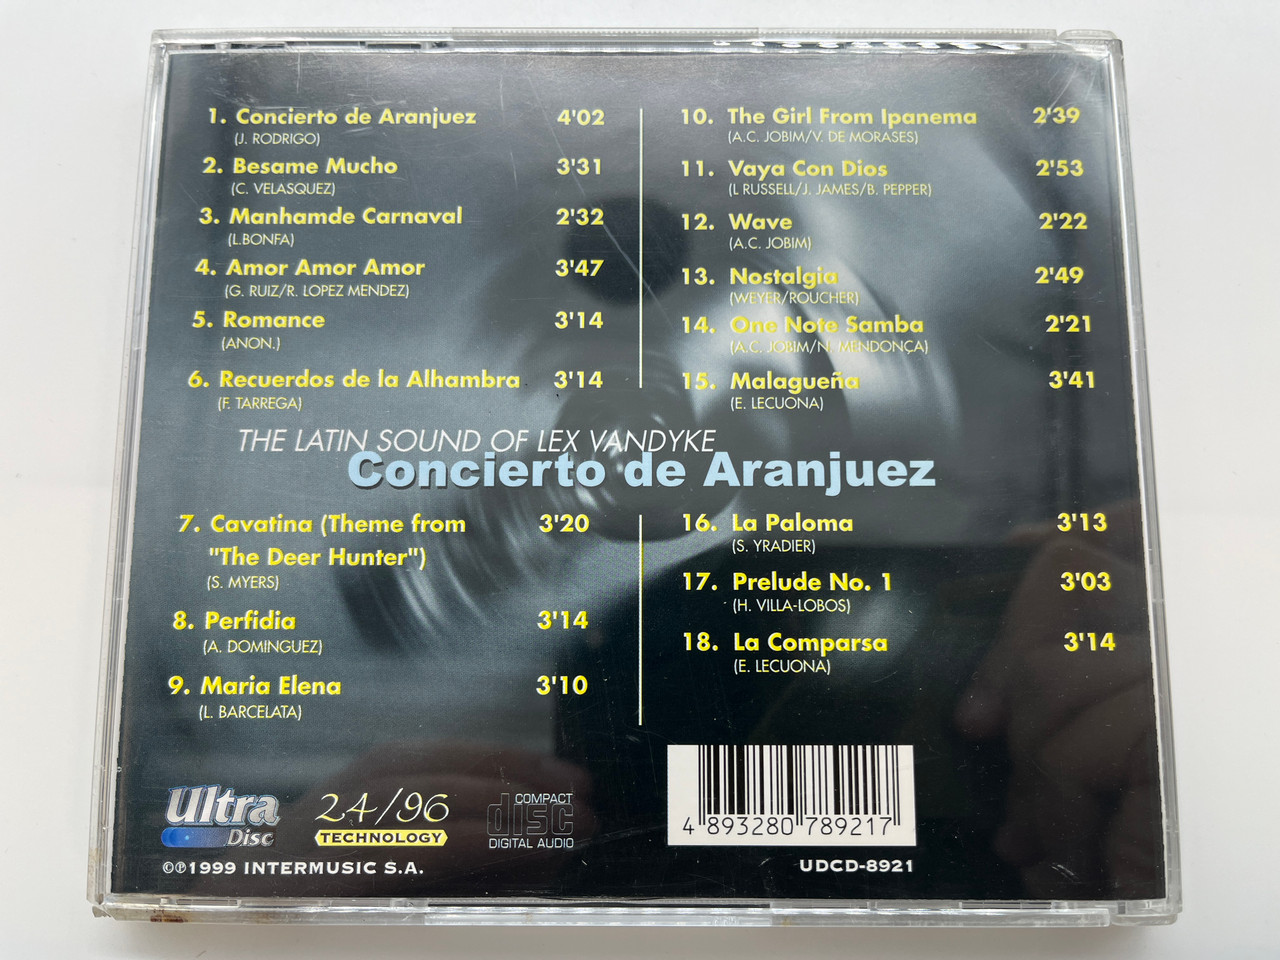 1. Concierto de Aranjuez 4'02
(J. RODRIGO)
2. Besame Mucho 3'31
(C. VELASQUEZ)
3. Manhamde Carnaval 2'32
(L.BONFA)
4. Amor Amor Amor 3'47
(G. RUIZ/R. LOPEZ MENDEZ)
5. Romance 3'14
(ANON.)
6. Recuerdos de la Alhambra 3'14
(F. TARREGA)
10. The Girl From Ipanema 2'39
(A.C. JOBIM/V. DE MORASES)
11. Vaya Con Dios 2'53
(L RUSSELL/J. JAMES/B. PEPPER)
12. Wave 2'22
(A.C. JOBIM)
13. Nostalgia 2'49
(WEYER/ROUCHER)
14. One Note Samba 2'21
(A.C. JOBIM/N. MENDONÇA)
15. Malagueña 3'41
(E. LECUONA)
THE LATIN SOUND OF LEX VANDYKE
Concierto de Aranjuez
7. Cavatina (Theme from 3'20
"The Deer Hunter")
(S. MYERS)
8. Perfidia 3'14
(A. DOMINGUEZ)
9. Maria Elena 3'10
(L. BARCELATA)
16. La Paloma 3'13
(S. YRADIER)
17. Prelude No. 1 3'03
(H. VILLA-LOBOS)
18. La Comparsa 3'14
(E. LECUONA)
Ultra
Disc
24/96
TECHNOLOGY
COMPACT
disc
DIGITAL AUDIO
4 893280 789217
©℗1999 INTERMUSIC S.A.
UDCD-8921